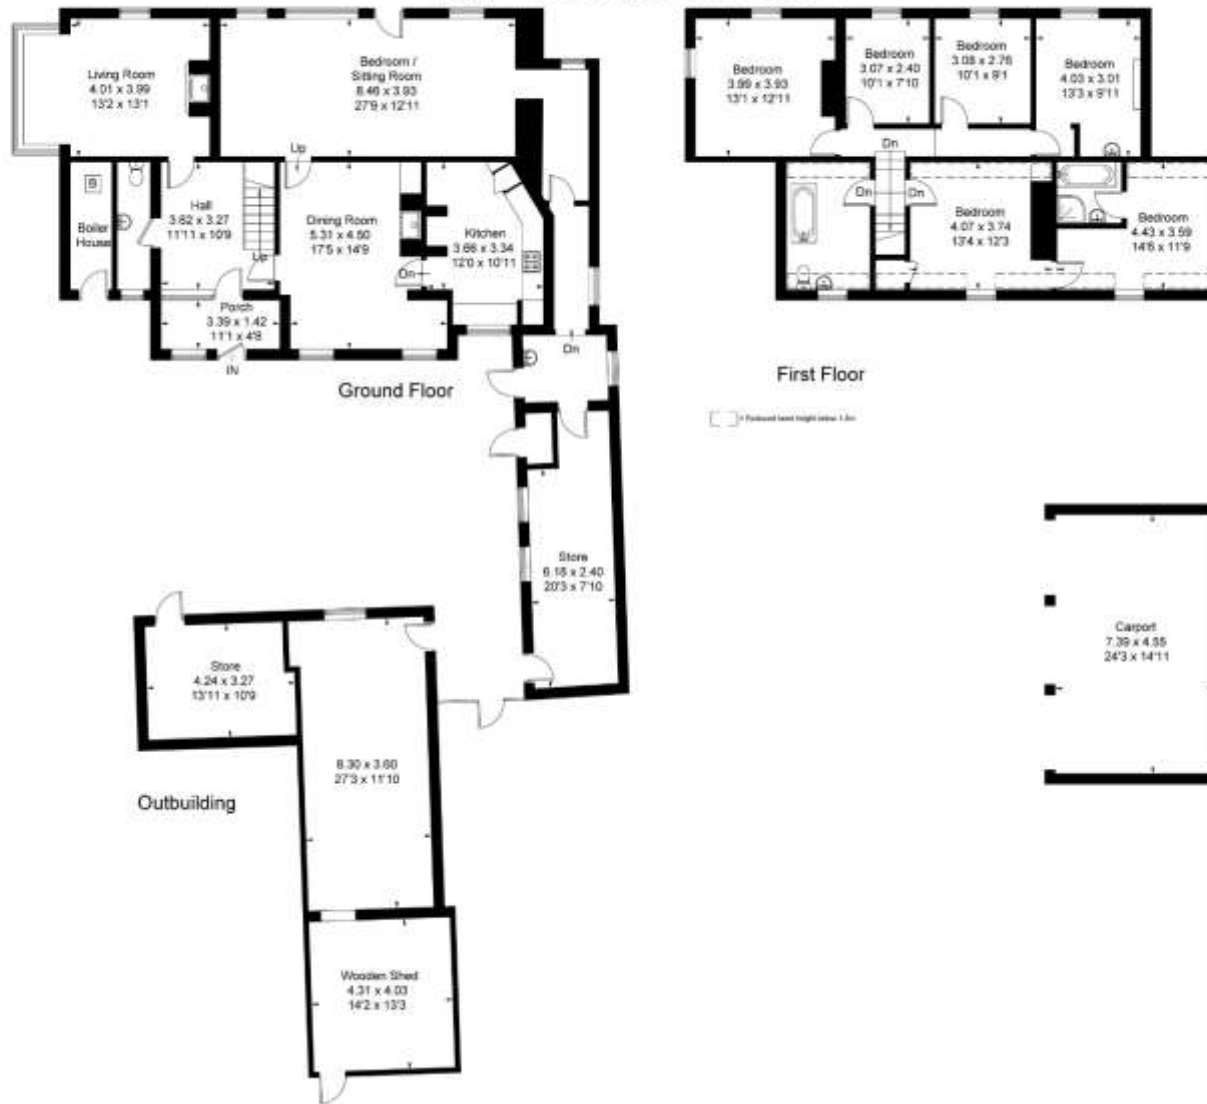 Living Room
4.01 x 3.99
13'2 x 13'1
Bedroom /
Sitting Room
8.46 x 3.93
27'9 x 12'11
Up
B
Boiler
House
Hall
3.62 x 3.27
11'11 x 10'9
Up
Dining Room
5.31 x 4.50
17'5 x 14'9
Dn
Kitchen
3.66 x 3.34
12'0 x 10'11
Porch
3.39 x 1.42
11'1 x 4'8
IN
Dn
Ground Floor
Store
6.18 x 2.40
20'3 x 7'10
Store
4.24 x 3.27
13'11 x 10'9
8.30 x 3.60
27'3 x 11'10
Outbuilding
Wooden Shed
4.31 x 4.03
14'2 x 13'3
Bedroom
3.99 x 3.93
13'1 x 12'11
Bedroom
3.07 x 2.40
10'1 x 7'10
Bedroom
3.08 x 2.76
10'1 x 9'1
Bedroom
4.03 x 3.01
13'3 x 9'11
Dn
Dn
Dn
Bedroom
4.07 x 3.74
13'4 x 12'3
Bedroom
4.43 x 3.59
14'6 x 11'9
First Floor
= Reduced head height below 1.5m
Carport
7.39 x 4.55
24'3 x 14'11